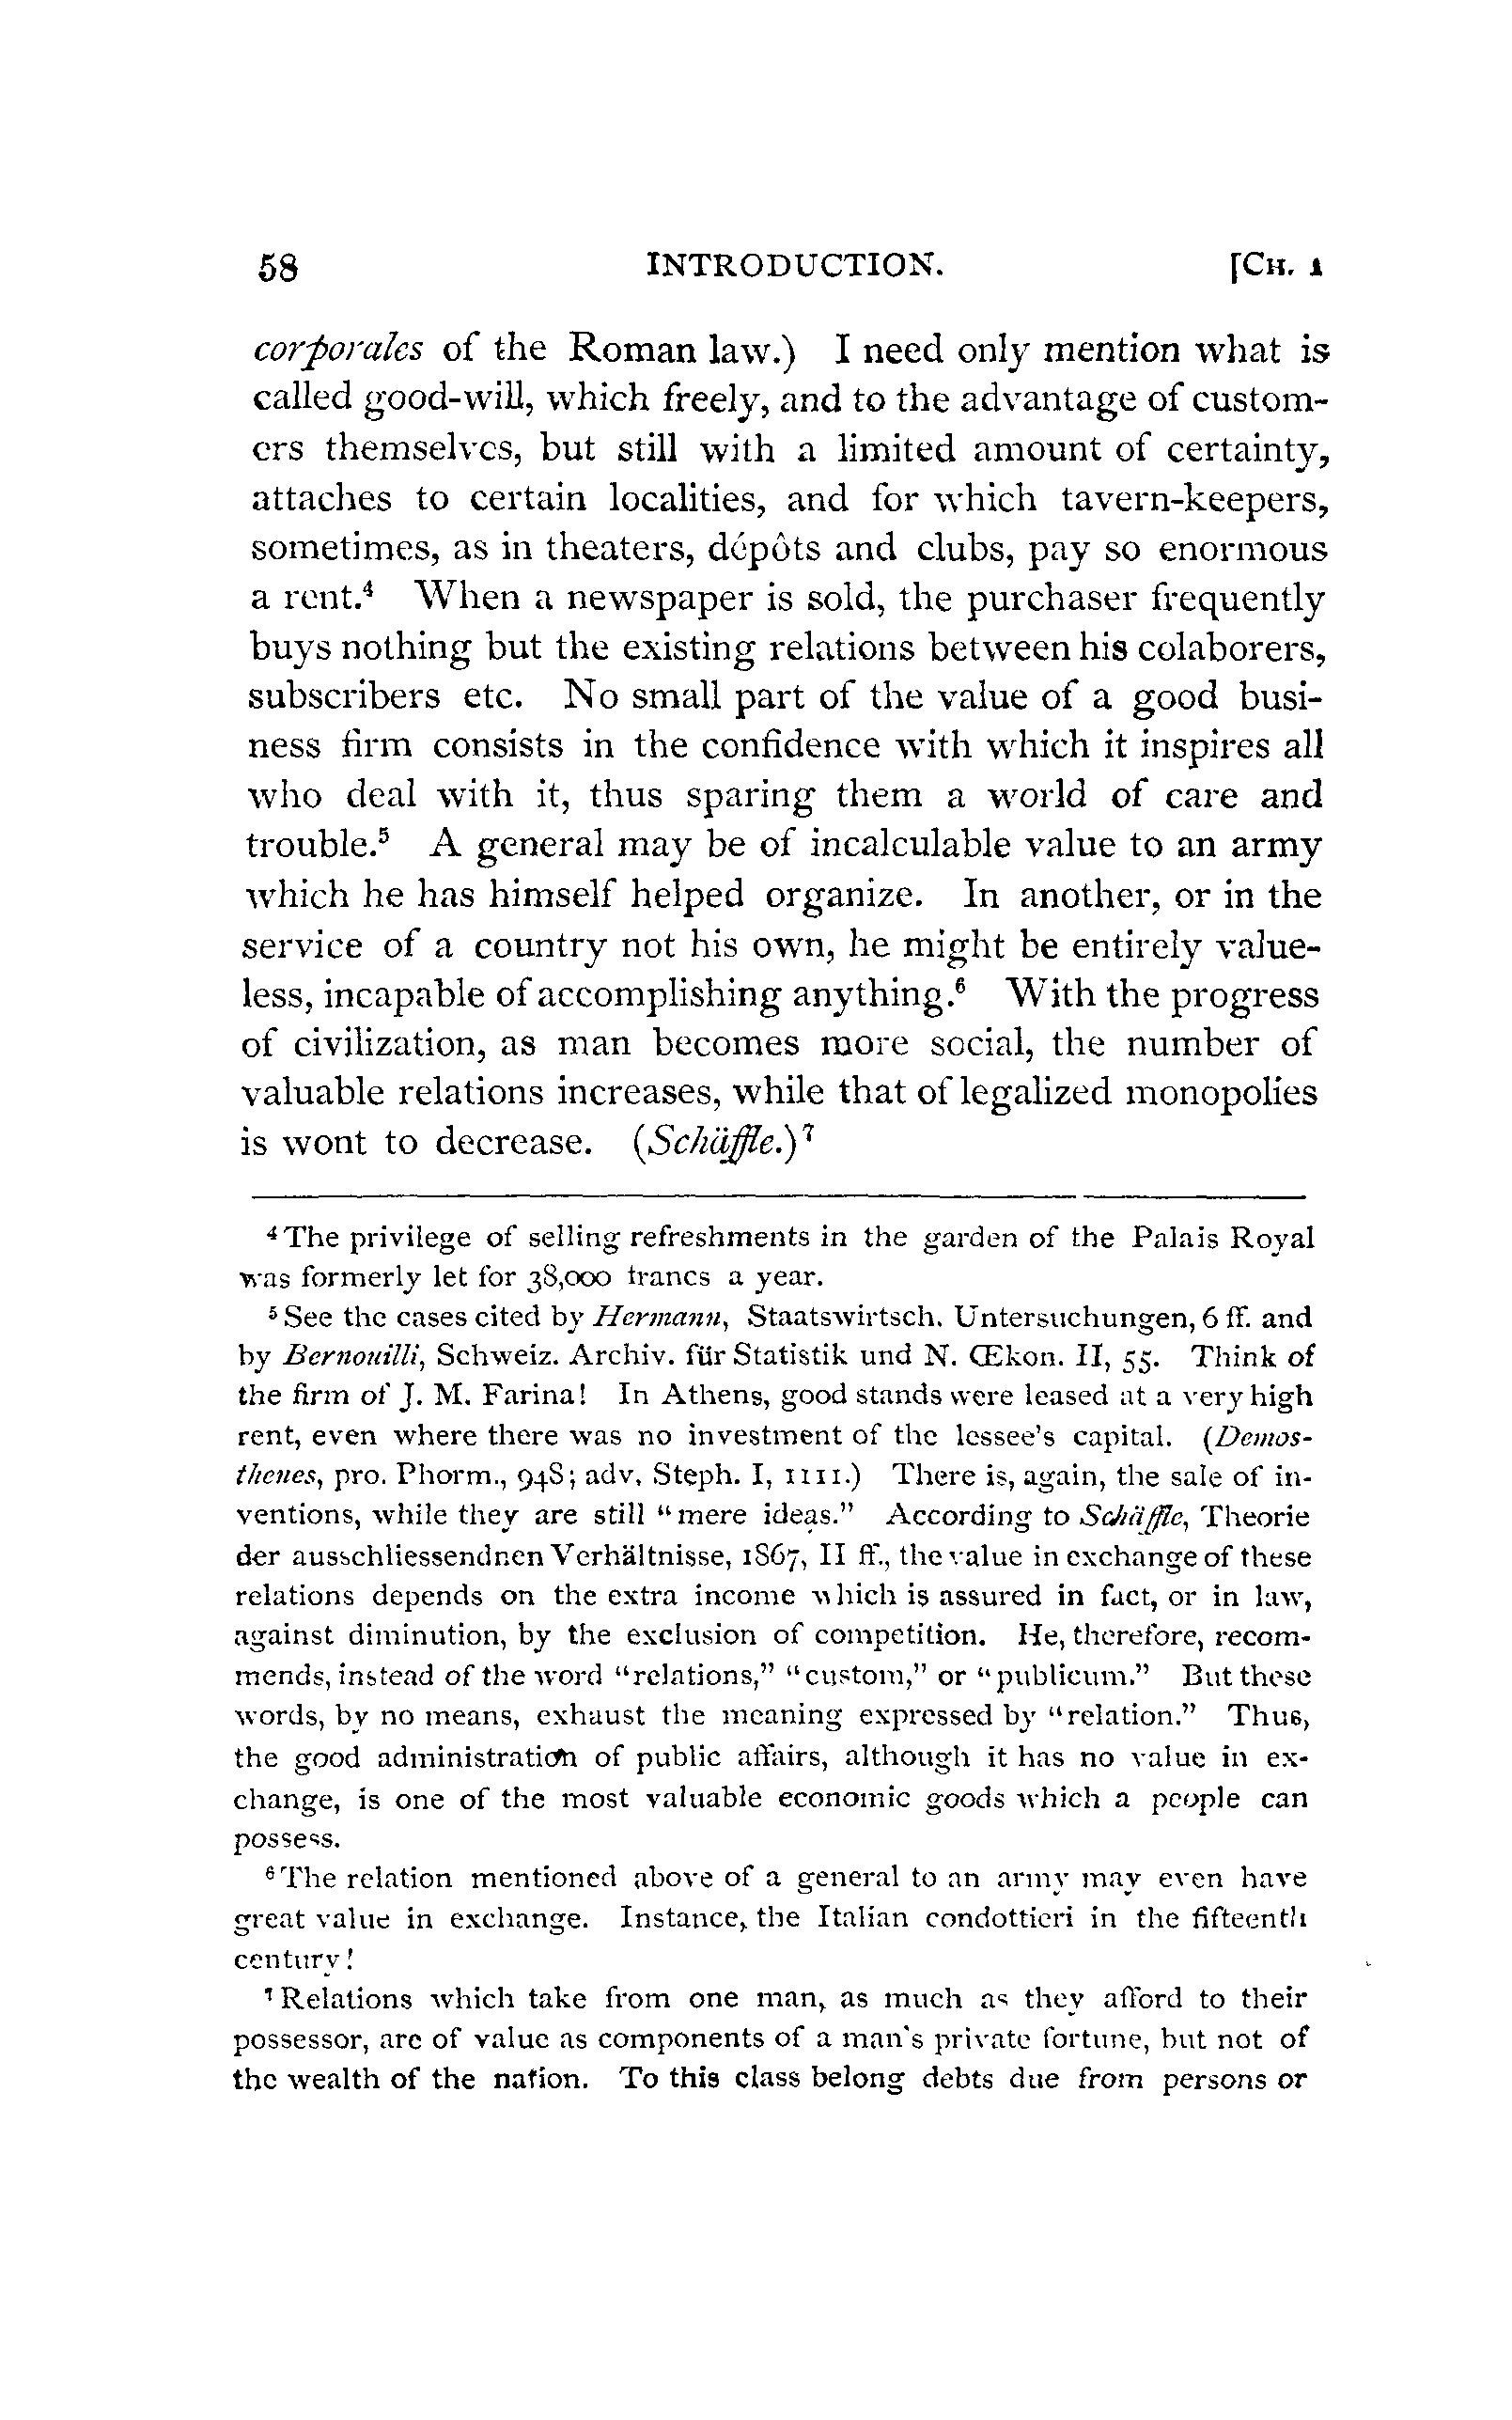 58 INTRODUCTION. [CH. 1
corporales of the Roman law.) I need only mention what is
called good-will, which freely, and to the advantage of custom-
ers themselves, but still with a limited amount of certainty,
attaches to certain localities, and for which tavern-keepers,
sometimes, as in theaters, dépôts and clubs, pay so enormous
a rent.⁴ When a newspaper is sold, the purchaser frequently
buys nothing but the existing relations between his colaborers,
subscribers etc. No small part of the value of a good busi-
ness firm consists in the confidence with which it inspires all
who deal with it, thus sparing them a world of care and
trouble.⁵ A general may be of incalculable value to an army
which he has himself helped organize. In another, or in the
service of a country not his own, he might be entirely value-
less, incapable of accomplishing anything.⁶ With the progress
of civilization, as man becomes more social, the number of
valuable relations increases, while that of legalized monopolies
is wont to decrease. (Schäffle.)⁷
⁴ The privilege of selling refreshments in the garden of the Palais Royal
was formerly let for 38,000 francs a year.
⁵ See the cases cited by Hermann, Staatswirtsch. Untersuchungen, 6 ff. and
by Bernouilli, Schweiz. Archiv. für Statistik und N. Œkon. II, 55. Think of
the firm of J. M. Farina! In Athens, good stands were leased at a very high
rent, even where there was no investment of the lessee's capital. (Demos-
thenes, pro. Phorm., 948; adv. Steph. I, 1111.) There is, again, the sale of in-
ventions, while they are still "mere ideas." According to Schäffle, Theorie
der ausschliessendnen Verhältnisse, 1867, II ff., the value in exchange of these
relations depends on the extra income which is assured in fact, or in law,
against diminution, by the exclusion of competition. He, therefore, recom-
mends, instead of the word "relations," "custom," or "publicum." But these
words, by no means, exhaust the meaning expressed by "relation." Thus,
the good administration of public affairs, although it has no value in ex-
change, is one of the most valuable economic goods which a people can
possess.
⁶ The relation mentioned above of a general to an army may even have
great value in exchange. Instance, the Italian condottieri in the fifteenth
century!
⁷ Relations which take from one man, as much as they afford to their
possessor, are of value as components of a man's private fortune, but not of
the wealth of the nation. To this class belong debts due from persons or